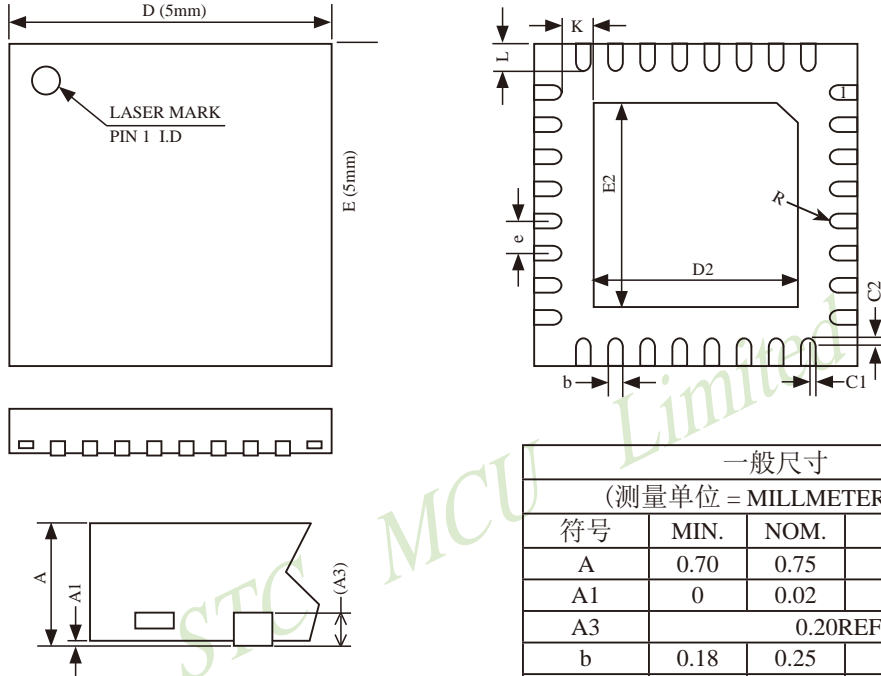 D (5mm)
LASER MARK
PIN 1 I.D
E (5mm)
K
L
1
E2
R
e
D2
C2
b
C1
A
A1
(A3)
STC MCU Limited
一般尺寸
(测量单位 = MILLMETER
符号 MIN. NOM.
A 0.70 0.75
A1 0 0.02
A3 0.20REF
b 0.18 0.25